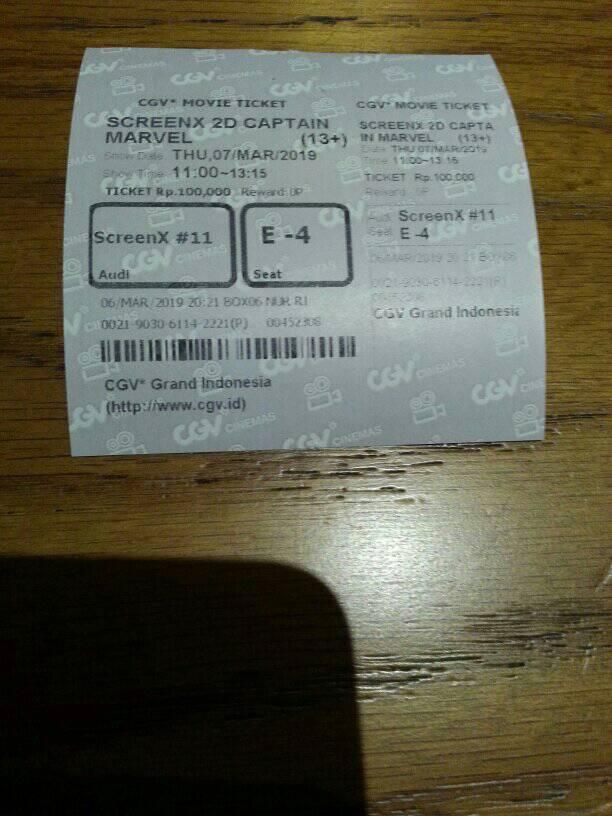 CGV* MOVIE TICKET
SCREENX 2D CAPTAIN
MARVEL (13+)
Show Date THU,07/MAR/2019
Show Time 11:00~13:15
TICKET Rp.100,000 Reward:0P
ScreenX #11
Audi
E -4
Seat
06/MAR/2019 20:21 BOX06 NUR RI
0021-9030-6114-2221(P) 00452308
CGV* Grand Indonesia
(http://www.cgv.id)
CGV* MOVIE TICKET
SCREENX 2D CAPTA
IN MARVEL (13+)
Date THU,07/MAR/2019
Time 11:00~13:15
TICKET Rp.100,000
Reward :0P
Audi ScreenX #11
Seat E -4
06/MAR/2019 20:21 BOX06
0021-9030-6114-2221(P)
00452308
CGV Grand Indonesia
CGV CINEMAS